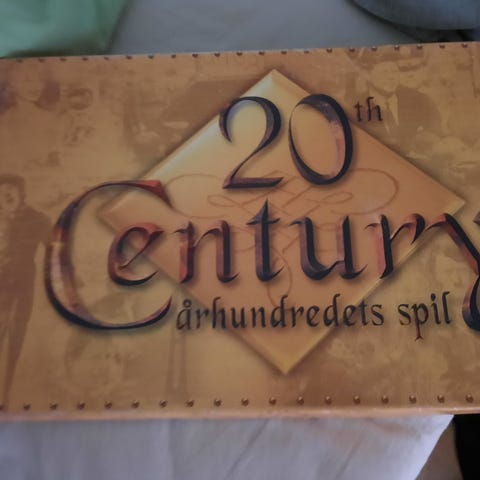 20th
Century
århundredets spil